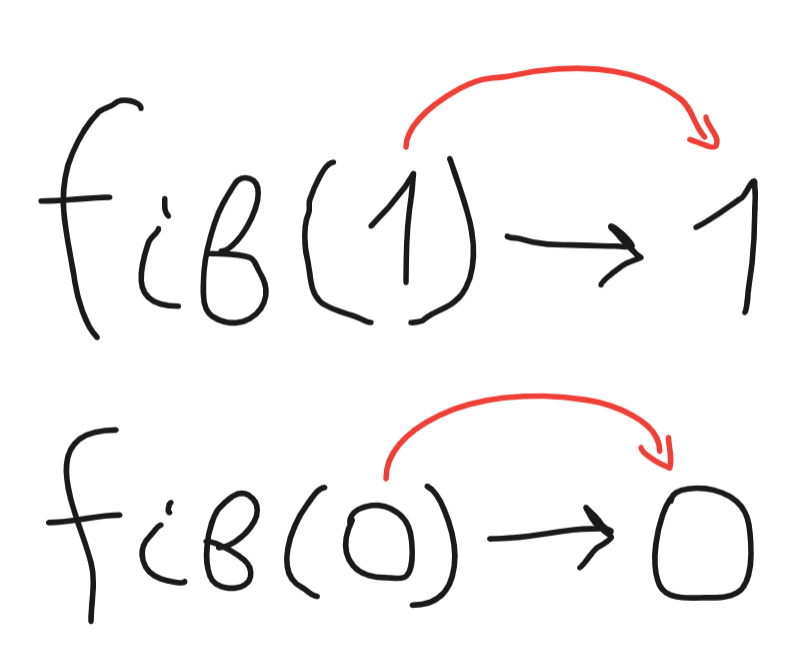 fib(1) → 1
fib(0) → 0